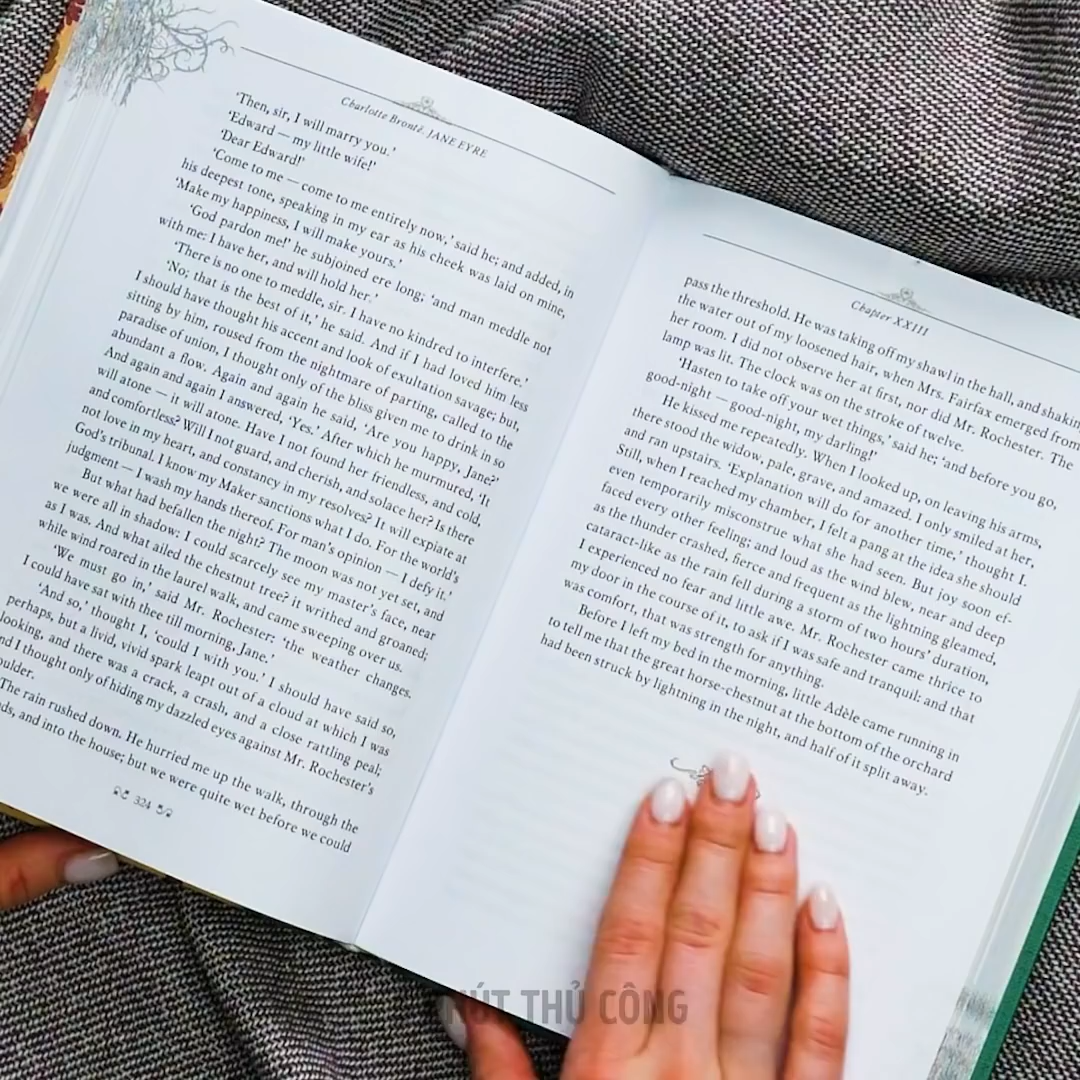 Charlotte Brontë, JANE EYRE
'Then, sir, I will marry you.'
'Edward — my little wife!'
'Dear Edward!'
'Come to me — come to me entirely now,' said he; and added, in
his deepest tone, speaking in my ear as his cheek was laid on mine,
'Make my happiness, I will make yours.'
'God pardon me!' he subjoined ere long; 'and man meddle not
with me: I have her, and will hold her.'
'There is no one to meddle, sir. I have no kindred to interfere.'
'No; that is the best of it,' he said. And if I had loved him less
I should have thought his accent and look of exultation savage; but,
sitting by him, roused from the nightmare of parting, called to the
paradise of union, I thought only of the bliss given me to drink in so
abundant a flow. Again and again he said, 'Are you happy, Jane?'
And again and again I answered, 'Yes.' After which he murmured, 'It
will atone — it will atone. Have I not found her friendless, and cold,
and comfortless? Will I not guard, and cherish, and solace her? Is there
not love in my heart, and constancy in my resolves? It will expiate at
God's tribunal. I know my Maker sanctions what I do. For the world's
judgment — I wash my hands thereof. For man's opinion — I defy it.'
But what had befallen the night? The moon was not yet set, and
we were all in shadow: I could scarcely see my master's face, near
as I was. And what ailed the chestnut tree? it writhed and groaned;
while wind roared in the laurel walk, and came sweeping over us.
'We must go in,' said Mr. Rochester: 'the weather changes.
I could have sat with thee till morning, Jane.'
'And so,' thought I, 'could I with you.' I should have said so,
perhaps, but a livid, vivid spark leapt out of a cloud at which I was
looking, and there was a crack, a crash, and a close rattling peal;
and I thought only of hiding my dazzled eyes against Mr. Rochester's
The rain rushed down. He hurried me up the walk, through the
and into the house; but we were quite wet before we could
324
Chapter XXIII
pass the threshold. He was taking off my shawl in the hall, and shaking
the water out of my loosened hair, when Mrs. Fairfax emerged from
her room. I did not observe her at first, nor did Mr. Rochester. The
lamp was lit. The clock was on the stroke of twelve.
'Hasten to take off your wet things,' said he; 'and before you go,
good-night — good-night, my darling!'
He kissed me repeatedly. When I looked up, on leaving his arms,
there stood the widow, pale, grave, and amazed. I only smiled at her,
and ran upstairs. 'Explanation will do for another time,' thought I.
Still, when I reached my chamber, I felt a pang at the idea she should
even temporarily misconstrue what she had seen. But joy soon ef-
faced every other feeling; and loud as the wind blew, near and deep
as the thunder crashed, fierce and frequent as the lightning gleamed,
cataract-like as the rain fell during a storm of two hours' duration,
I experienced no fear and little awe. Mr. Rochester came thrice to
my door in the course of it, to ask if I was safe and tranquil: and that
was comfort, that was strength for anything.
Before I left my bed in the morning, little Adèle came running in
to tell me that the great horse-chestnut at the bottom of the orchard
had been struck by lightning in the night, and half of it split away.
NÚT THỦ CÔNG